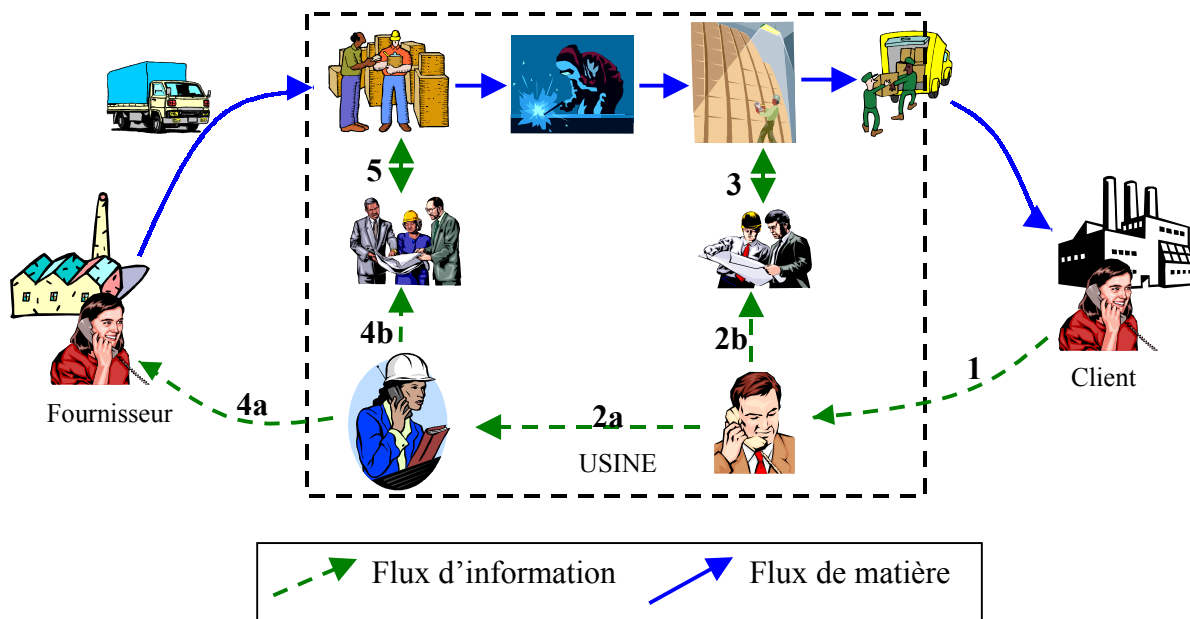 5
3
4b
2b
1
Client
Fournisseur
4a
2a
USINE
Flux d’information
Flux de matière